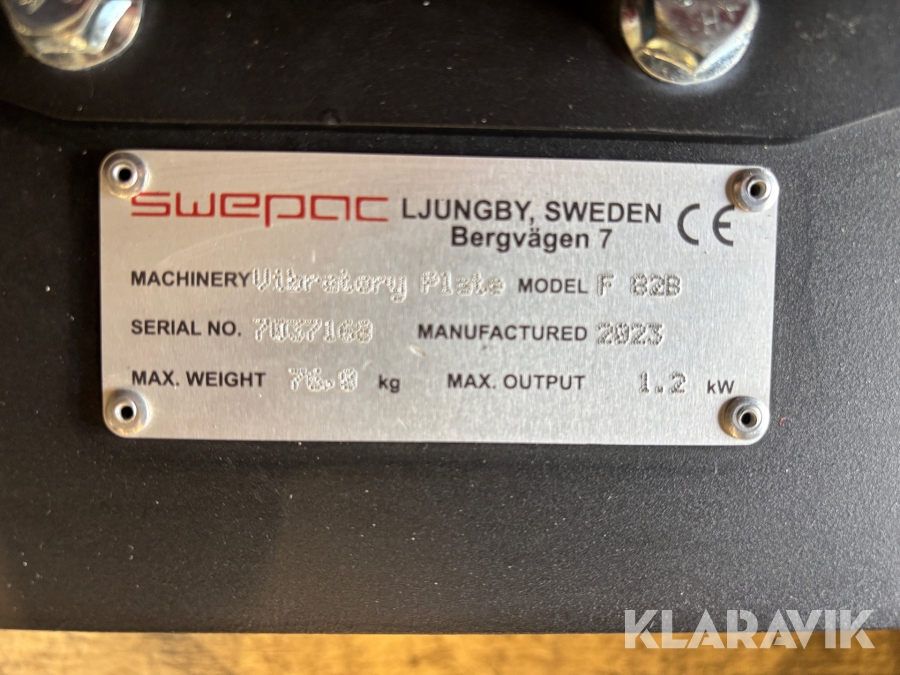 swepac LJUNGBY, SWEDEN CE
Bergvägen 7
MACHINERY Vibratory Plate MODEL F 82B
SERIAL NO. 7037168 MANUFACTURED 2023
MAX. WEIGHT 76.0 kg MAX. OUTPUT 1.2 kW
KLARAVIK